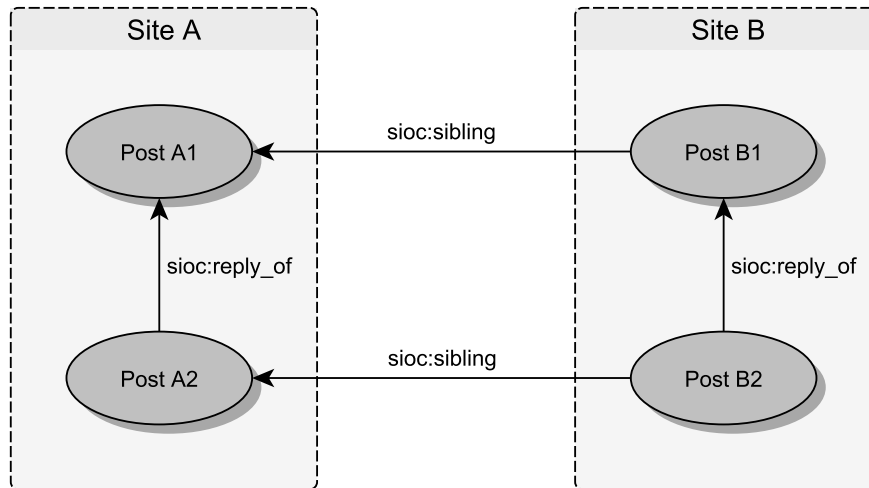 Site A
Site B
sioc:sibling
Post A1
Post B1
sioc:reply_of
sioc:reply_of
sioc:sibling
Post A2
Post B2